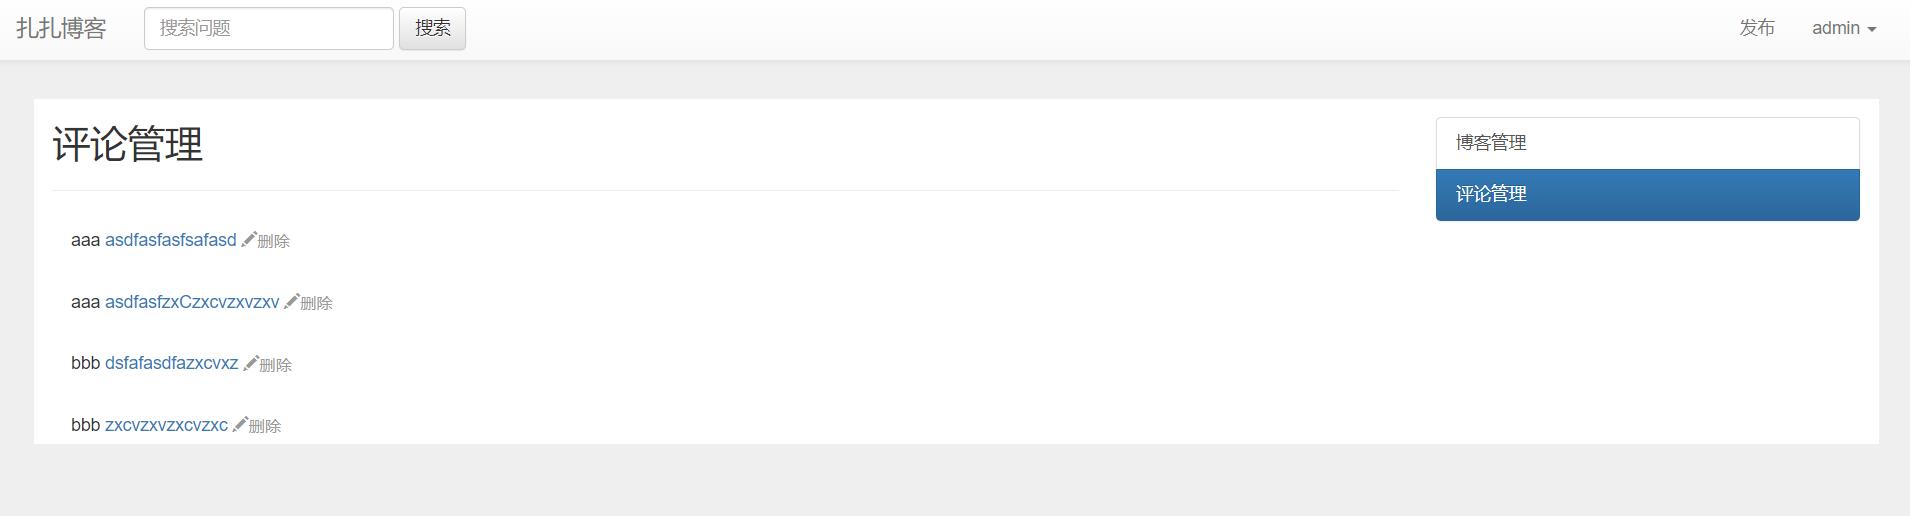 扎扎博客 搜索问题 搜索 发布 admin
评论管理
博客管理
评论管理
aaa asdfasfasfsafasd 删除
aaa asdfasfzxCzxcvzxvzxv 删除
bbb dsfafasdfazxcvxz 删除
bbb zxcvzxvzxcvzxc 删除